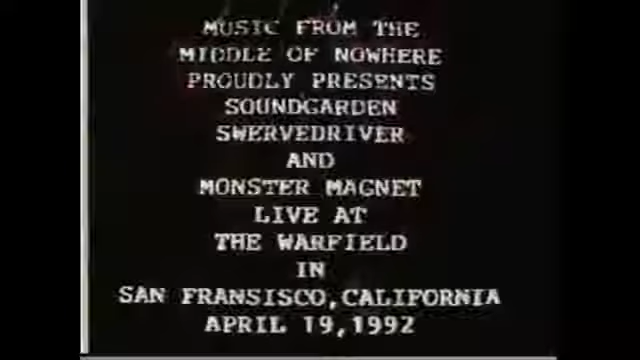 MUSIC FROM THE
MIDDLE OF NOWHERE
PROUDLY PRESENTS
SOUNDGARDEN
SWERVEDRIVER
AND
MONSTER MAGNET
LIVE AT
THE WARFIELD
IN
SAN FRANSISCO,CALIFORNIA
APRIL 19,1992